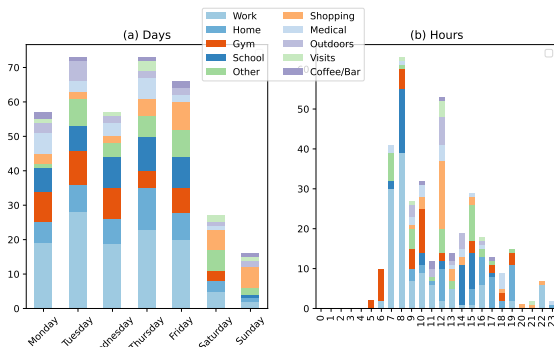 (a) Days
(b) Hours
Work
Home
Gym
School
Other
Shopping
Medical
Outdoors
Visits
Coffee/Bar
70
60
50
40
30
20
10
0
Monday
Tuesday
Wednesday
Thursday
Friday
Saturday
Sunday
50
40
30
20
10
0
0 1 2 3 4 5 6 7 8 9 10 11 12 13 14 15 16 17 18 19 20 21 22 23